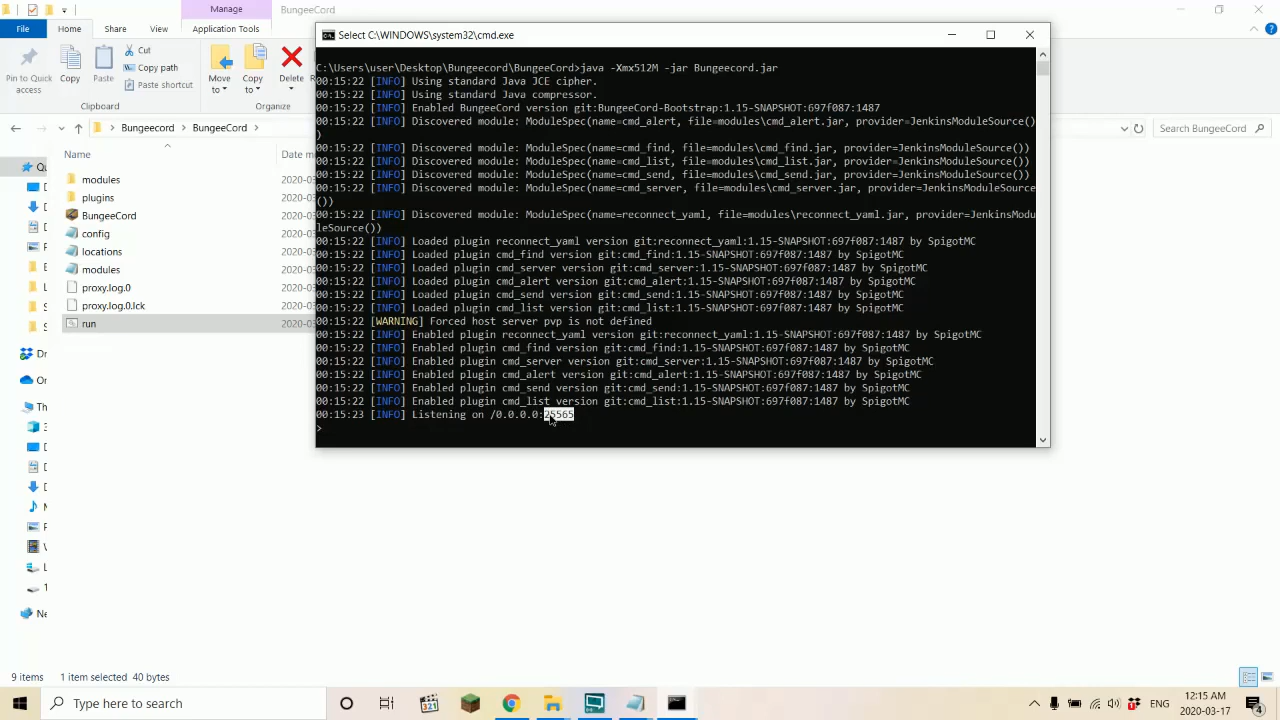 Manage
BungeeCord
File
Home
Share
View
Application Tools
Pin to Quick access
Copy
Paste
Cut
Copy path
Paste shortcut
Clipboard
Move to
Copy to
Delete
Organize
Bungeecord > BungeeCord >
Search BungeeCord
Name
Date m
modules 2020-03
plugins 2020-03
BungeeCord 2020-03
config 2020-03
locations 2020-03
modules 2020-03
proxy.log.0 2020-03
proxy.log.0.lck 2020-03
run 2020-03
Select C:\WINDOWS\system32\cmd.exe
C:\Users\user\Desktop\Bungeecord\BungeeCord>java -Xmx512M -jar Bungeecord.jar
00:15:22 [INFO] Using standard Java JCE cipher.
00:15:22 [INFO] Using standard Java compressor.
00:15:22 [INFO] Enabled BungeeCord version git:BungeeCord-Bootstrap:1.15-SNAPSHOT:697f087:1487
00:15:22 [INFO] Discovered module: ModuleSpec(name=cmd_alert, file=modules\cmd_alert.jar, provider=JenkinsModuleSource()
)
00:15:22 [INFO] Discovered module: ModuleSpec(name=cmd_find, file=modules\cmd_find.jar, provider=JenkinsModuleSource())
00:15:22 [INFO] Discovered module: ModuleSpec(name=cmd_list, file=modules\cmd_list.jar, provider=JenkinsModuleSource())
00:15:22 [INFO] Discovered module: ModuleSpec(name=cmd_send, file=modules\cmd_send.jar, provider=JenkinsModuleSource())
00:15:22 [INFO] Discovered module: ModuleSpec(name=cmd_server, file=modules\cmd_server.jar, provider=JenkinsModuleSource
())
00:15:22 [INFO] Discovered module: ModuleSpec(name=reconnect_yaml, file=modules\reconnect_yaml.jar, provider=JenkinsModu
leSource())
00:15:22 [INFO] Loaded plugin reconnect_yaml version git:reconnect_yaml:1.15-SNAPSHOT:697f087:1487 by SpigotMC
00:15:22 [INFO] Loaded plugin cmd_find version git:cmd_find:1.15-SNAPSHOT:697f087:1487 by SpigotMC
00:15:22 [INFO] Loaded plugin cmd_server version git:cmd_server:1.15-SNAPSHOT:697f087:1487 by SpigotMC
00:15:22 [INFO] Loaded plugin cmd_alert version git:cmd_alert:1.15-SNAPSHOT:697f087:1487 by SpigotMC
00:15:22 [INFO] Loaded plugin cmd_send version git:cmd_send:1.15-SNAPSHOT:697f087:1487 by SpigotMC
00:15:22 [INFO] Loaded plugin cmd_list version git:cmd_list:1.15-SNAPSHOT:697f087:1487 by SpigotMC
00:15:22 [WARNING] Forced host server pvp is not defined
00:15:22 [INFO] Enabled plugin reconnect_yaml version git:reconnect_yaml:1.15-SNAPSHOT:697f087:1487 by SpigotMC
00:15:22 [INFO] Enabled plugin cmd_find version git:cmd_find:1.15-SNAPSHOT:697f087:1487 by SpigotMC
00:15:22 [INFO] Enabled plugin cmd_server version git:cmd_server:1.15-SNAPSHOT:697f087:1487 by SpigotMC
00:15:22 [INFO] Enabled plugin cmd_alert version git:cmd_alert:1.15-SNAPSHOT:697f087:1487 by SpigotMC
00:15:22 [INFO] Enabled plugin cmd_send version git:cmd_send:1.15-SNAPSHOT:697f087:1487 by SpigotMC
00:15:22 [INFO] Enabled plugin cmd_list version git:cmd_list:1.15-SNAPSHOT:697f087:1487 by SpigotMC
00:15:23 [INFO] Listening on /0.0.0.0:25565
>
9 items
1 item selected 40 bytes
Type here to search
ENG
12:15 AM
2020-03-17
4